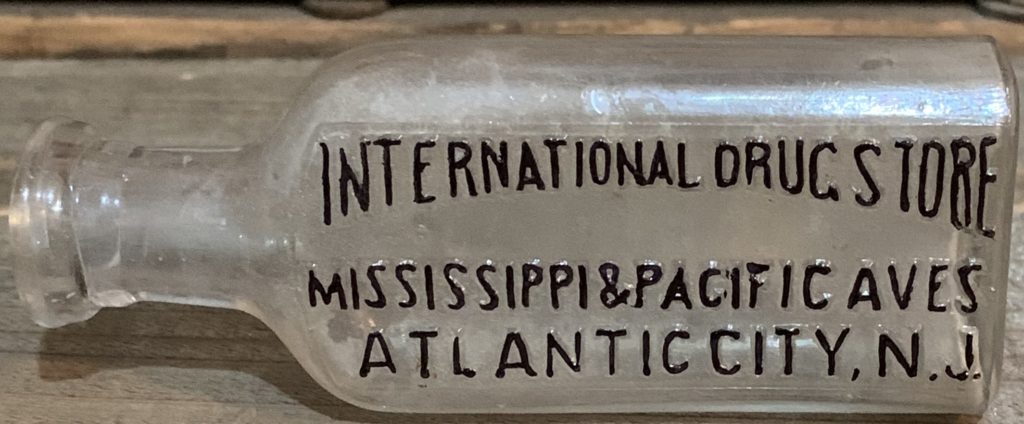 INTERNATIONAL DRUG STORE
MISSISSIPPI & PACIFIC AVES
ATLANTIC CITY, N.J.